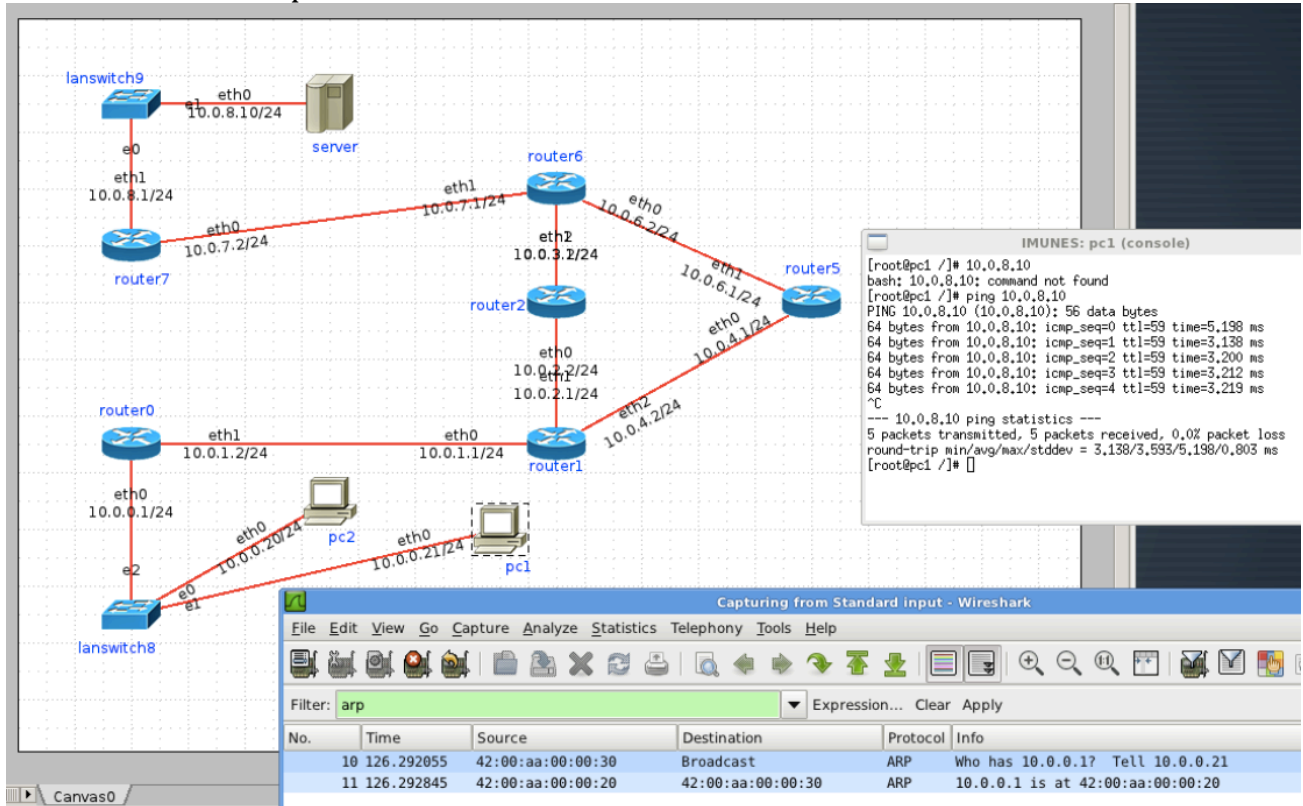 lanswitch9
eth0
e1
10.0.8.10/24
server
e0
eth1
10.0.8.1/24
router6
eth1
10.0.7.1/24
eth0
10.0.6.2/24
eth0
10.0.7.2/24
router7
10.0.6.1/24
eth1
router5
router2
eth0
10.0.4.1/24
eth0
10.0.2.2/24
eth1
10.0.2.1/24
eth2
10.0.4.2/24
router0
eth1
10.0.1.2/24
eth0
10.0.1.1/24
router1
eth0
10.0.0.1/24
eth0
10.0.0.20/24
pc2
eth0
10.0.0.21/24
pc1
e2
e0
e1
lanswitch8
Canvas0
IMUNES: pc1 (console)
[root@pc1 /]# 10.0.8.10
bash: 10.0.8.10: command not found
[root@pc1 /]# ping 10.0.8.10
PING 10.0.8.10 (10.0.8.10): 56 data bytes
64 bytes from 10.0.8.10: icmp_seq=0 ttl=59 time=5.198 ms
64 bytes from 10.0.8.10: icmp_seq=1 ttl=59 time=3.138 ms
64 bytes from 10.0.8.10: icmp_seq=2 ttl=59 time=3.200 ms
64 bytes from 10.0.8.10: icmp_seq=3 ttl=59 time=3.212 ms
64 bytes from 10.0.8.10: icmp_seq=4 ttl=59 time=3.219 ms
^C
--- 10.0.8.10 ping statistics ---
5 packets transmitted, 5 packets received, 0.0% packet loss
round-trip min/avg/max/stddev = 3.138/3.593/5.198/0.803 ms
[root@pc1 /]#
Capturing from Standard input - Wireshark
File Edit View Go Capture Analyze Statistics Telephony Tools Help
Filter: arp Expression... Clear Apply
No. Time Source Destination Protocol Info
10 126.292055 42:00:aa:00:00:30 Broadcast ARP Who has 10.0.0.1? Tell 10.0.0.21
11 126.292845 42:00:aa:00:00:20 42:00:aa:00:00:30 ARP 10.0.0.1 is at 42:00:aa:00:00:20